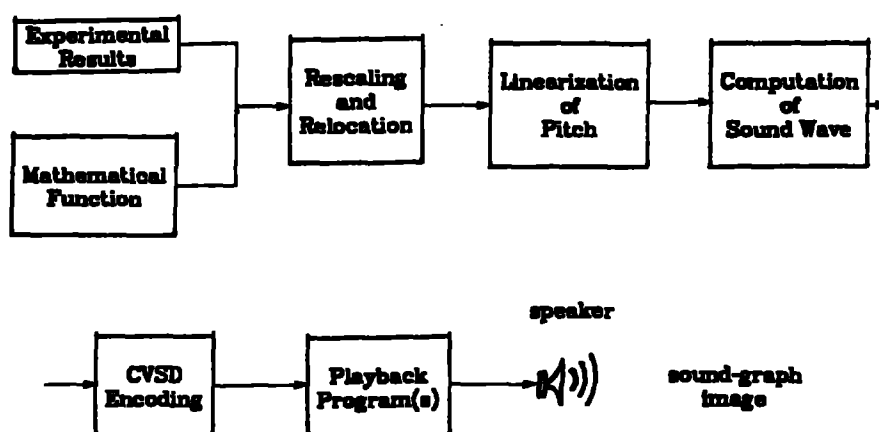 Experimental
Results
Mathematical
Function
Rescaling
and
Relocation
Linearization
of
Pitch
Computation
of
Sound Wave
CVSD
Encoding
Playback
Program(s)
speaker
sound-graph
image